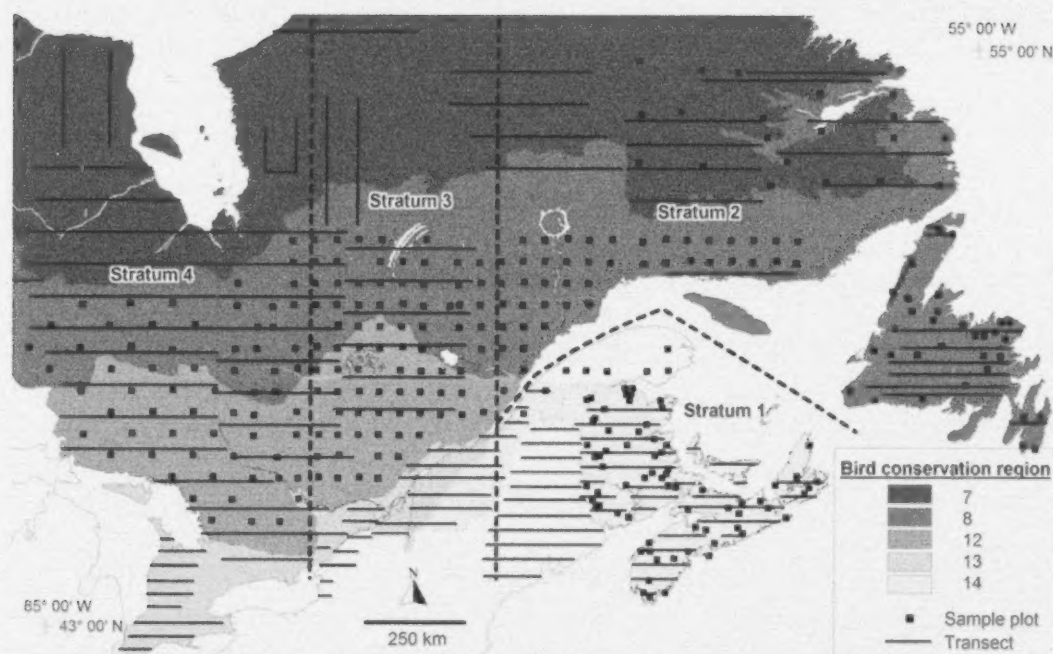 55° 00' W
55° 00' N
Stratum 3
Stratum 2
Stratum 4
Stratum 1
Bird conservation region
7
8
12
13
14
Sample plot
Transect
N
250 km
85° 00' W
43° 00' N